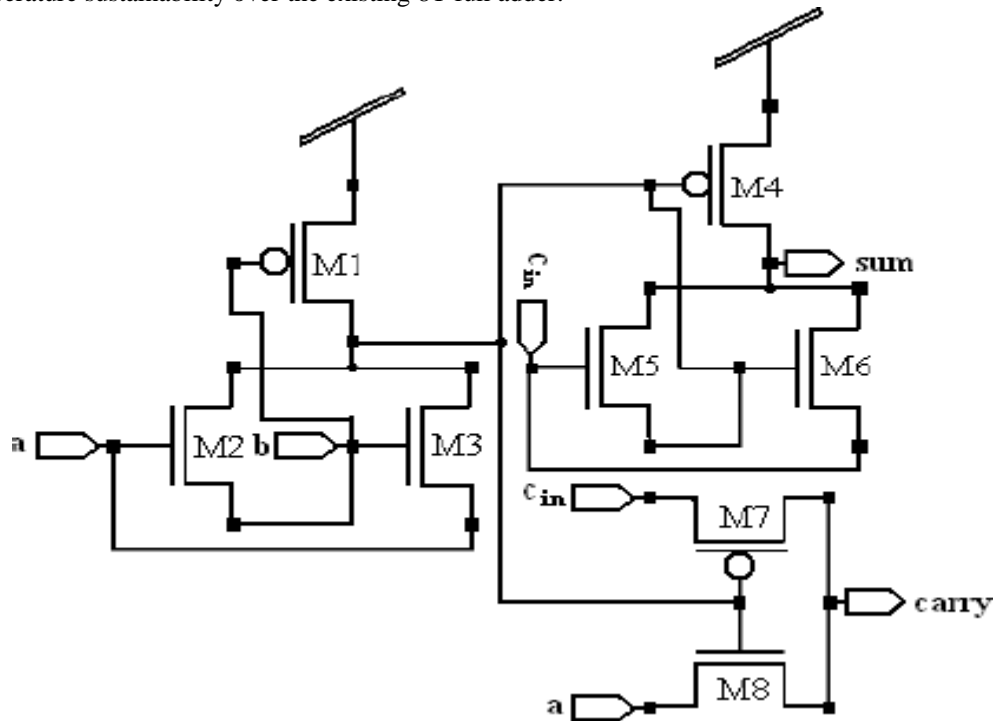 erature sustainability over the existing 8T full adder.
M4
M1
sum
Cin
M5
M6
a
M2
b
M3
Cin
M7
carry
M8
a